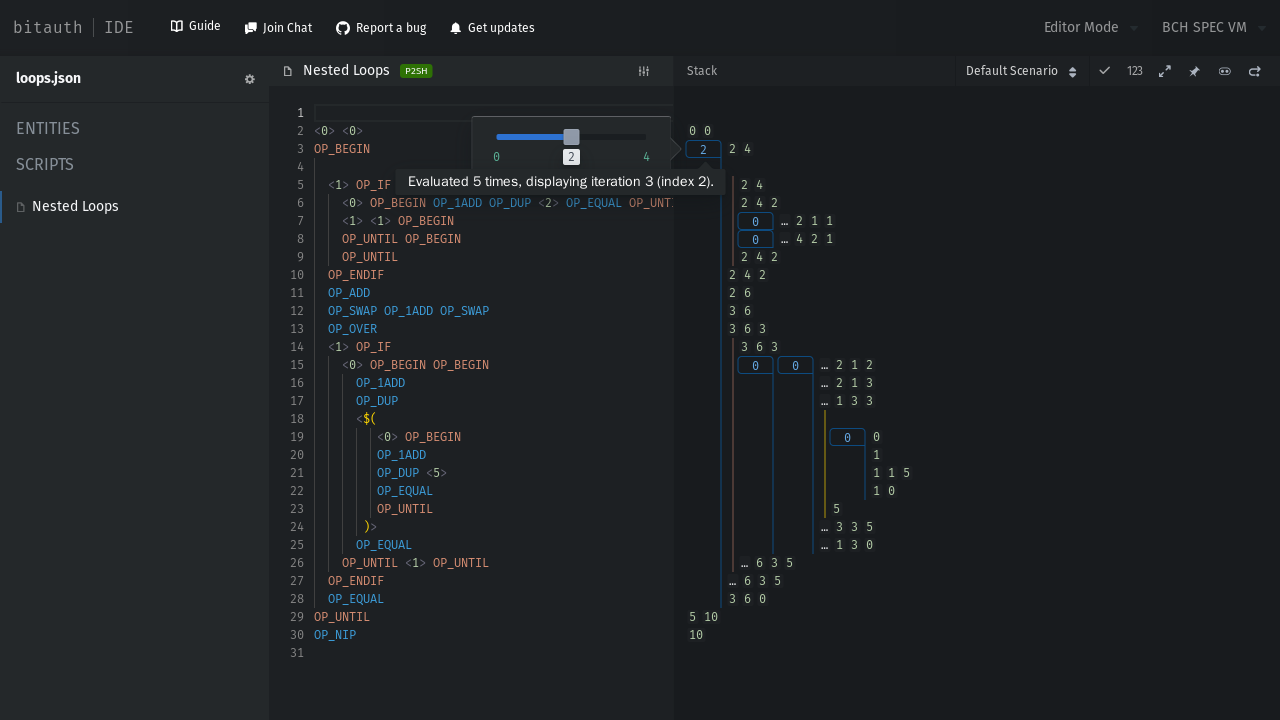 bitauth | IDE Guide Join Chat Report a bug Get updates Editor Mode BCH SPEC VM
loops.json Nested Loops P2SH Stack Default Scenario 123
ENTITIES
SCRIPTS
Nested Loops
1
2 <0> <0> 0 0
3 OP_BEGIN 2 2 4
0 2 4
Evaluated 5 times, displaying iteration 3 (index 2).
4
5 <1> OP_IF 2 4
6 <0> OP_BEGIN OP_1ADD OP_DUP <2> OP_EQUAL OP_UNTI 2 4 2
7 <1> <1> OP_BEGIN 0 … 2 1 1
8 OP_UNTIL OP_BEGIN 0 … 4 2 1
9 OP_UNTIL 2 4 2
10 OP_ENDIF 2 4 2
11 OP_ADD 2 6
12 OP_SWAP OP_1ADD OP_SWAP 3 6
13 OP_OVER 3 6 3
14 <1> OP_IF 3 6 3
15 <0> OP_BEGIN OP_BEGIN 0 0 … 2 1 2
16 OP_1ADD … 2 1 3
17 OP_DUP … 1 3 3
18 <$(
19 <0> OP_BEGIN 0 0
20 OP_1ADD 1
21 OP_DUP <5> 1 1 5
22 OP_EQUAL 1 0
23 OP_UNTIL 5
24 )> … 3 3 5
25 OP_EQUAL … 1 3 0
26 OP_UNTIL <1> OP_UNTIL … 6 3 5
27 OP_ENDIF … 6 3 5
28 OP_EQUAL 3 6 0
29 OP_UNTIL 5 10
30 OP_NIP 10
31